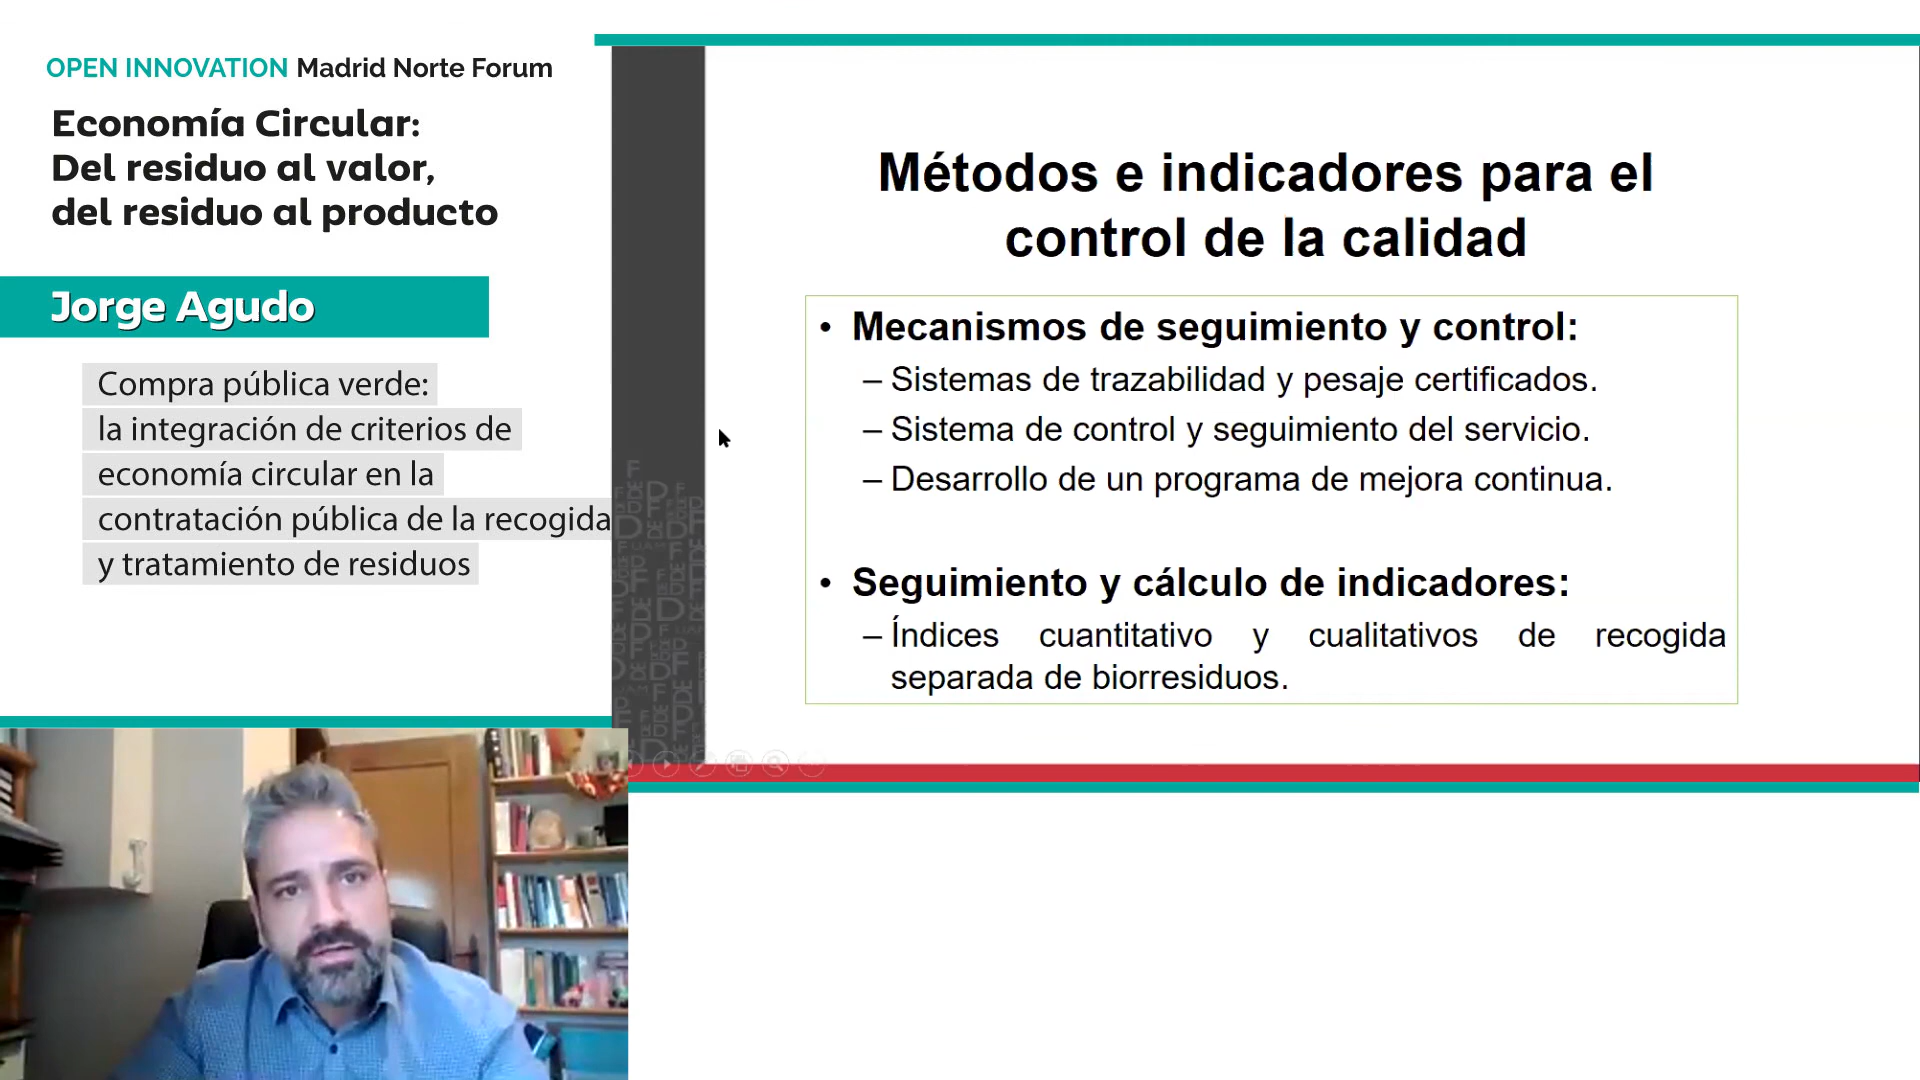 OPEN INNOVATION Madrid Norte Forum
Economía Circular:
Del residuo al valor,
del residuo al producto
Jorge Agudo
Compra pública verde:
la integración de criterios de
economía circular en la
contratación pública de la recogida
y tratamiento de residuos
Métodos e indicadores para el
control de la calidad
• Mecanismos de seguimiento y control:
– Sistemas de trazabilidad y pesaje certificados.
– Sistema de control y seguimiento del servicio.
– Desarrollo de un programa de mejora continua.
• Seguimiento y cálculo de indicadores:
– Índices cuantitativo y cualitativos de recogida
separada de biorresiduos.